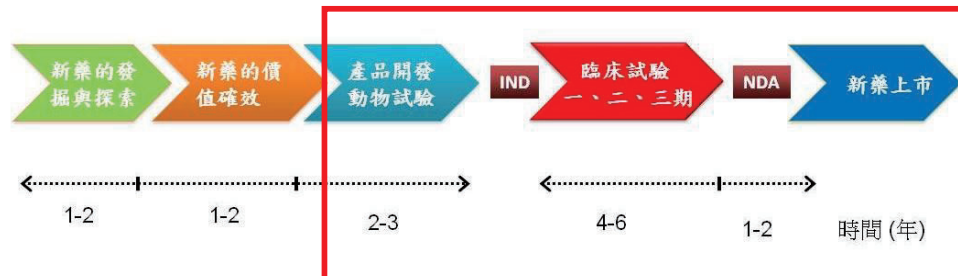 新藥的發
掘與探索
新藥的價
值確效
產品開發
動物試驗
IND
臨床試驗
一、二、三期
NDA
新藥上市
1-2
1-2
2-3
4-6
1-2
時間 (年)